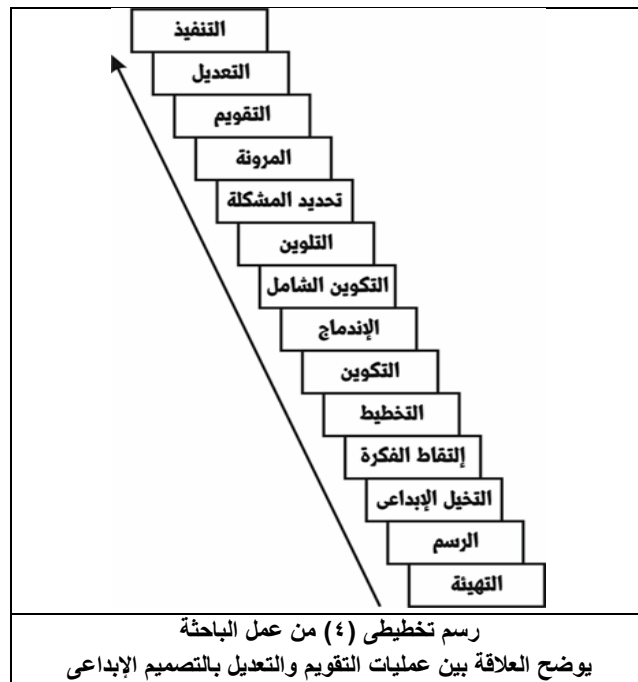 التنفيذ
التعديل
التقويم
المرونة
تحديد المشكلة
التلوين
التكوين الشامل
الإندماج
التكوين
التخطيط
إلتقاط الفكرة
التخيل الإبداعى
الرسم
التهيئة
رسم تخطيطى (٤) من عمل الباحثة
يوضح العلاقة بين عمليات التقويم والتعديل بالتصميم الإبداعى